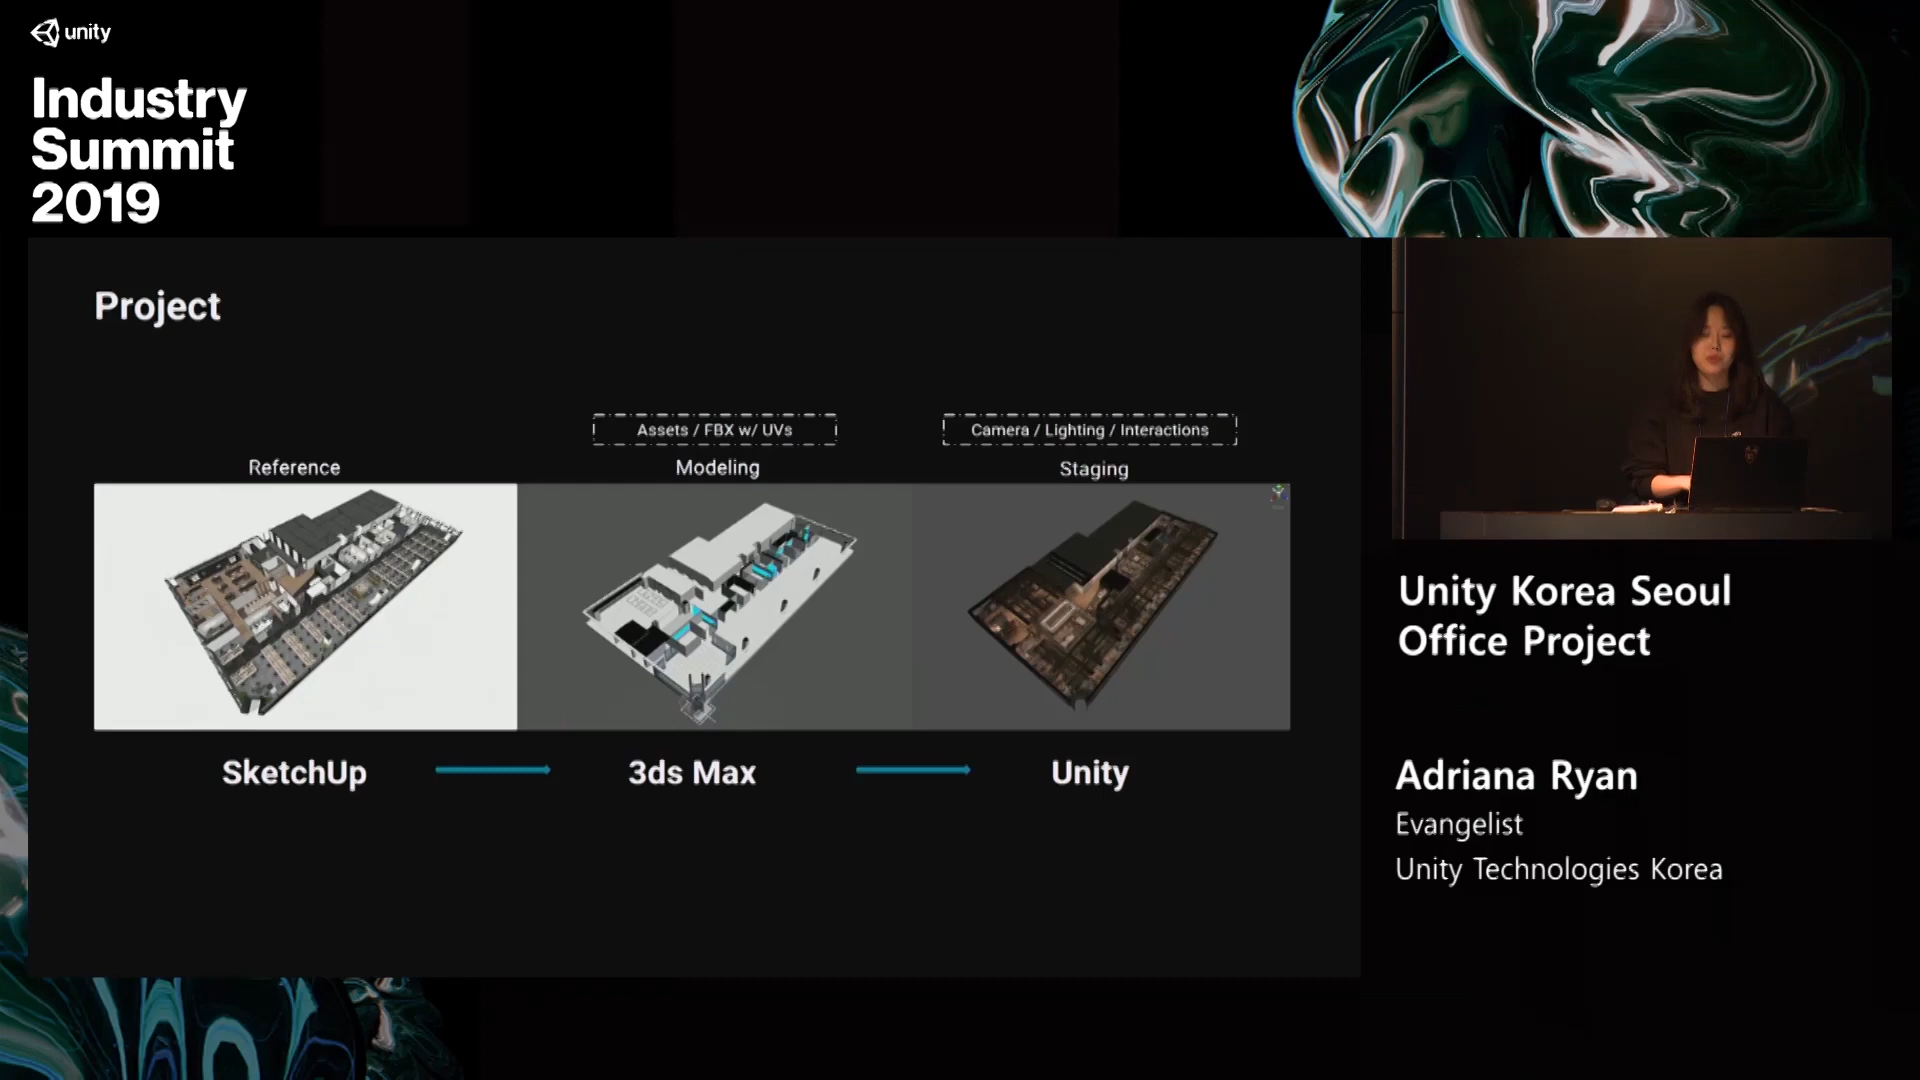 unity
Industry
Summit
2019
Project
Assets / FBX w/ UVs
Camera / Lighting / Interactions
Reference
Modeling
Staging
SketchUp
3ds Max
Unity
Unity Korea Seoul
Office Project
Adriana Ryan
Evangelist
Unity Technologies Korea